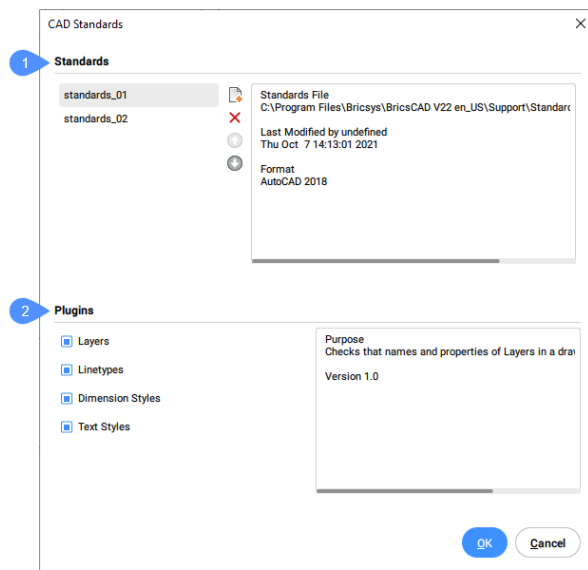 CAD Standards
1
Standards
standards_01
standards_02
Standards File
C:\Program Files\Bricsys\BricsCAD V22 en_US\Support\Standard
Last Modified by undefined
Thu Oct 7 14:13:01 2021
Format
AutoCAD 2018
2
Plugins
Layers
Linetypes
Dimension Styles
Text Styles
Purpose
Checks that names and properties of Layers in a
Version 1.0
OK
Cancel